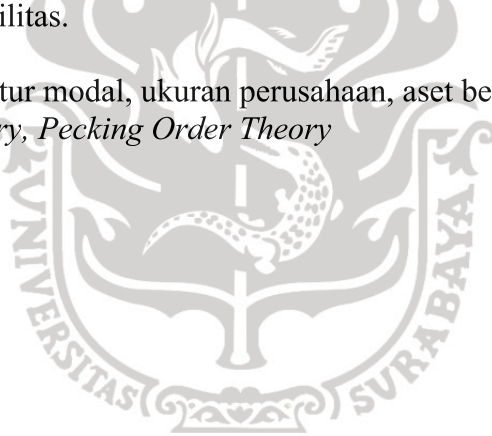 ilitas.
tur modal, ukuran perusahaan, aset be
ry, Pecking Order Theory
UNIVERSITAS SURABAYA